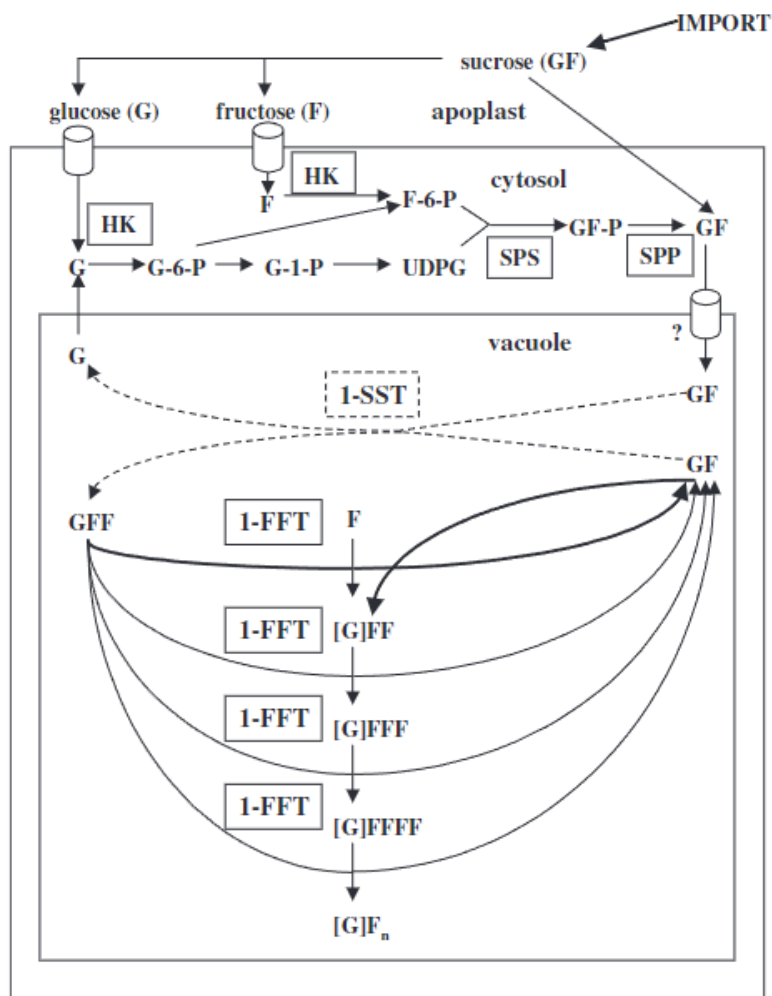 IMPORT
sucrose (GF)
glucose (G)
fructose (F)
apoplast
HK
cytosol
F
F-6-P
HK
GF-P
GF
G
G-6-P
G-1-P
UDPG
SPS
SPP
?
vacuole
G
1-SST
GF
GF
GFF
1-FFT
F
1-FFT
[G]FF
1-FFT
[G]FFF
1-FFT
[G]FFFF
[G]Fn